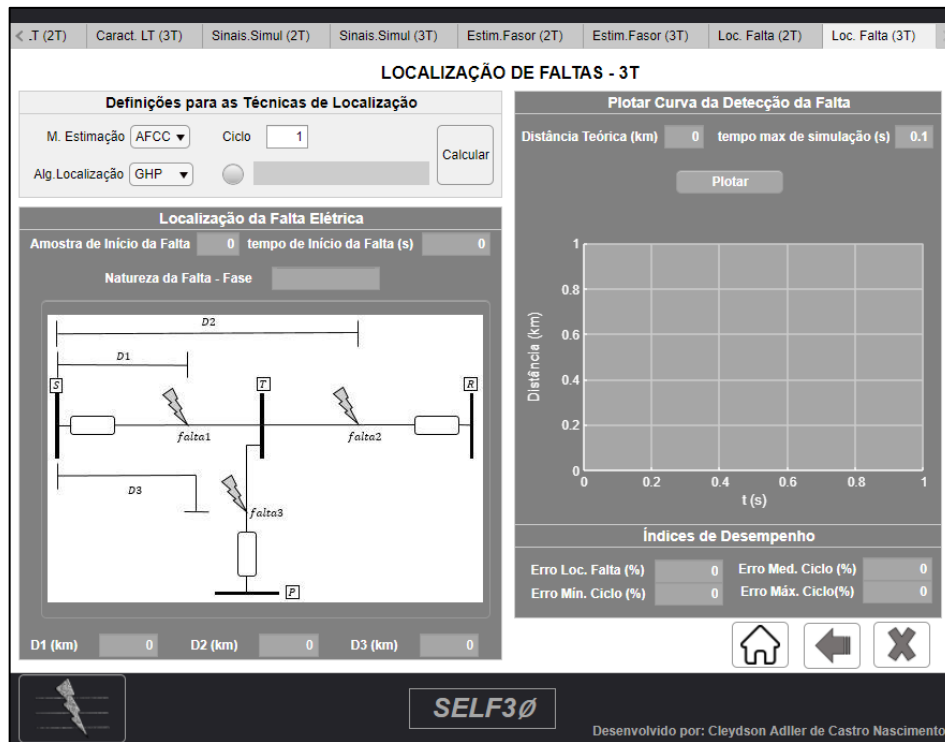 .T (2T) Caract. LT (3T) Sinais.Simul (2T) Sinais.Simul (3T) Estim.Fasor (2T) Estim.Fasor (3T) Loc. Falta (2T) Loc. Falta (3T)
LOCALIZAÇÃO DE FALTAS - 3T
Definições para as Técnicas de Localização
M. Estimação AFCC Ciclo 1
Calcular
Alg.Localização GHP
Localização da Falta Elétrica
Amostra de Início da Falta 0 tempo de Início da Falta (s) 0
Natureza da Falta - Fase
D2
D1
S T R
falta1 falta2
D3
falta3
P
D1 (km) 0 D2 (km) 0 D3 (km) 0
Plotar Curva da Detecção da Falta
Distância Teórica (km) 0 tempo max de simulação (s) 0.1
Plotar
1
0.8
0.6
0.4
0.2
0
Distância (km)
0 0.2 0.4 0.6 0.8 1
t (s)
Índices de Desempenho
Erro Loc. Falta (%) 0 Erro Med. Ciclo (%) 0
Erro Mín. Ciclo (%) 0 Erro Máx. Ciclo(%) 0
SELF3Ø
Desenvolvido por: Cleydson Adller de Castro Nascimento